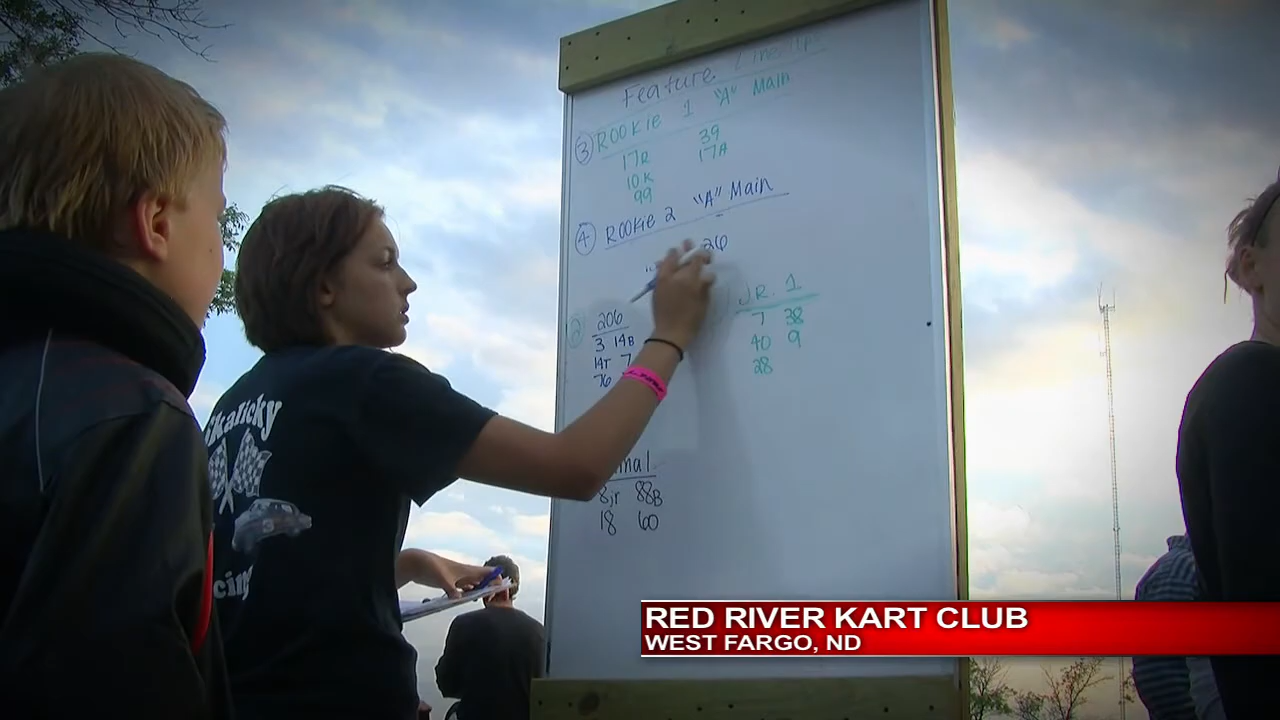 Feature Lineups
③ ROOKie 1 "A" Main
17R 39
10K 17A
99
④ ROOKie 2 "A" Main
26
② 206
3 14B
14T 7
76
JR. 1
7 38
40 9
28
8jr 88B
18 60
RED RIVER KART CLUB
WEST FARGO, ND